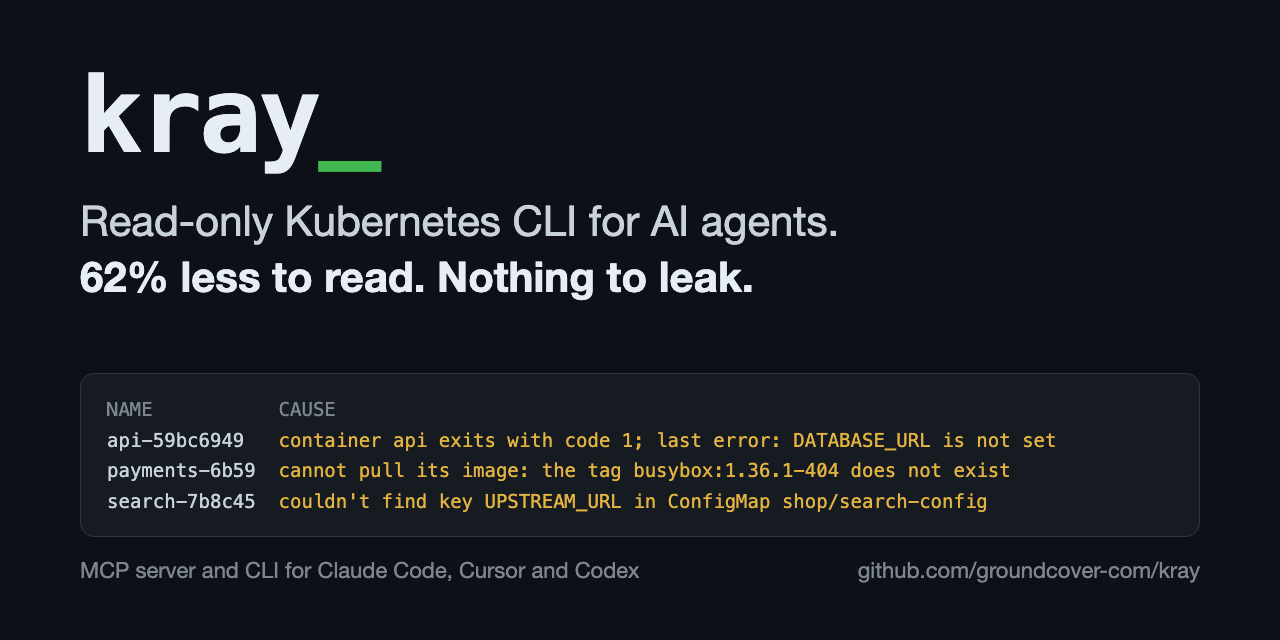 kray_
Read-only Kubernetes CLI for AI agents.
62% less to read. Nothing to leak.
NAME CAUSE
api-59bc6949 container api exits with code 1; last error: DATABASE_URL is not set
payments-6b59 cannot pull its image: the tag busybox:1.36.1-404 does not exist
search-7b8c45 couldn't find key UPSTREAM_URL in ConfigMap shop/search-config
MCP server and CLI for Claude Code, Cursor and Codex github.com/groundcover-com/kray